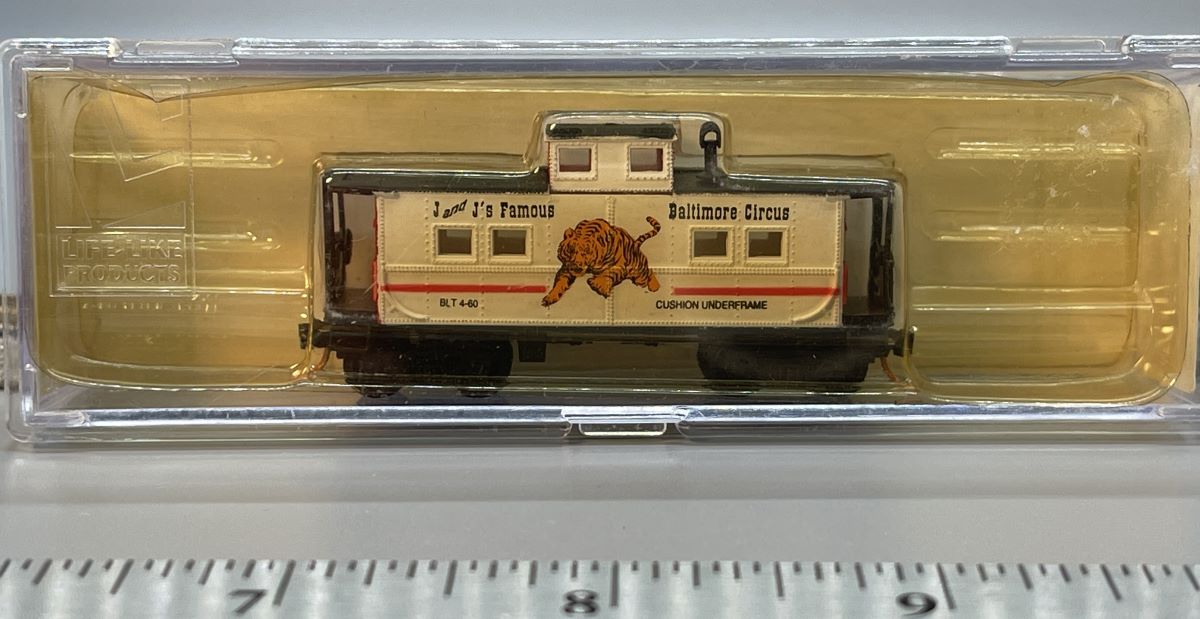 J and J's Famous Baltimore Circus
BLT 4-60 CUSHION UNDERFRAME
LIFE-LIKE
PRODUCTS
7 8 9